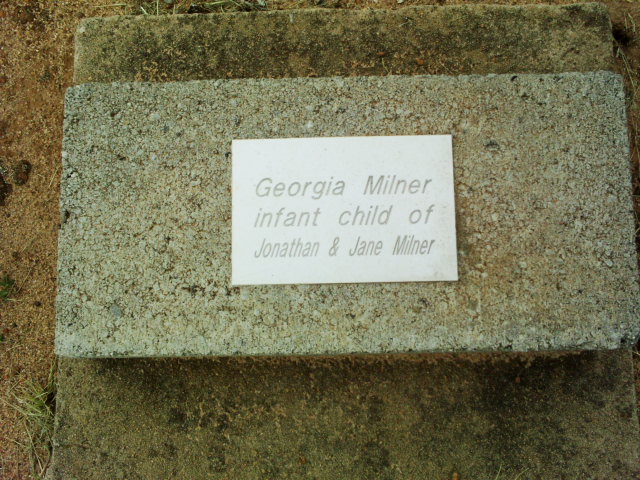 Georgia Milner
infant child of
Jonathan & Jane Milner